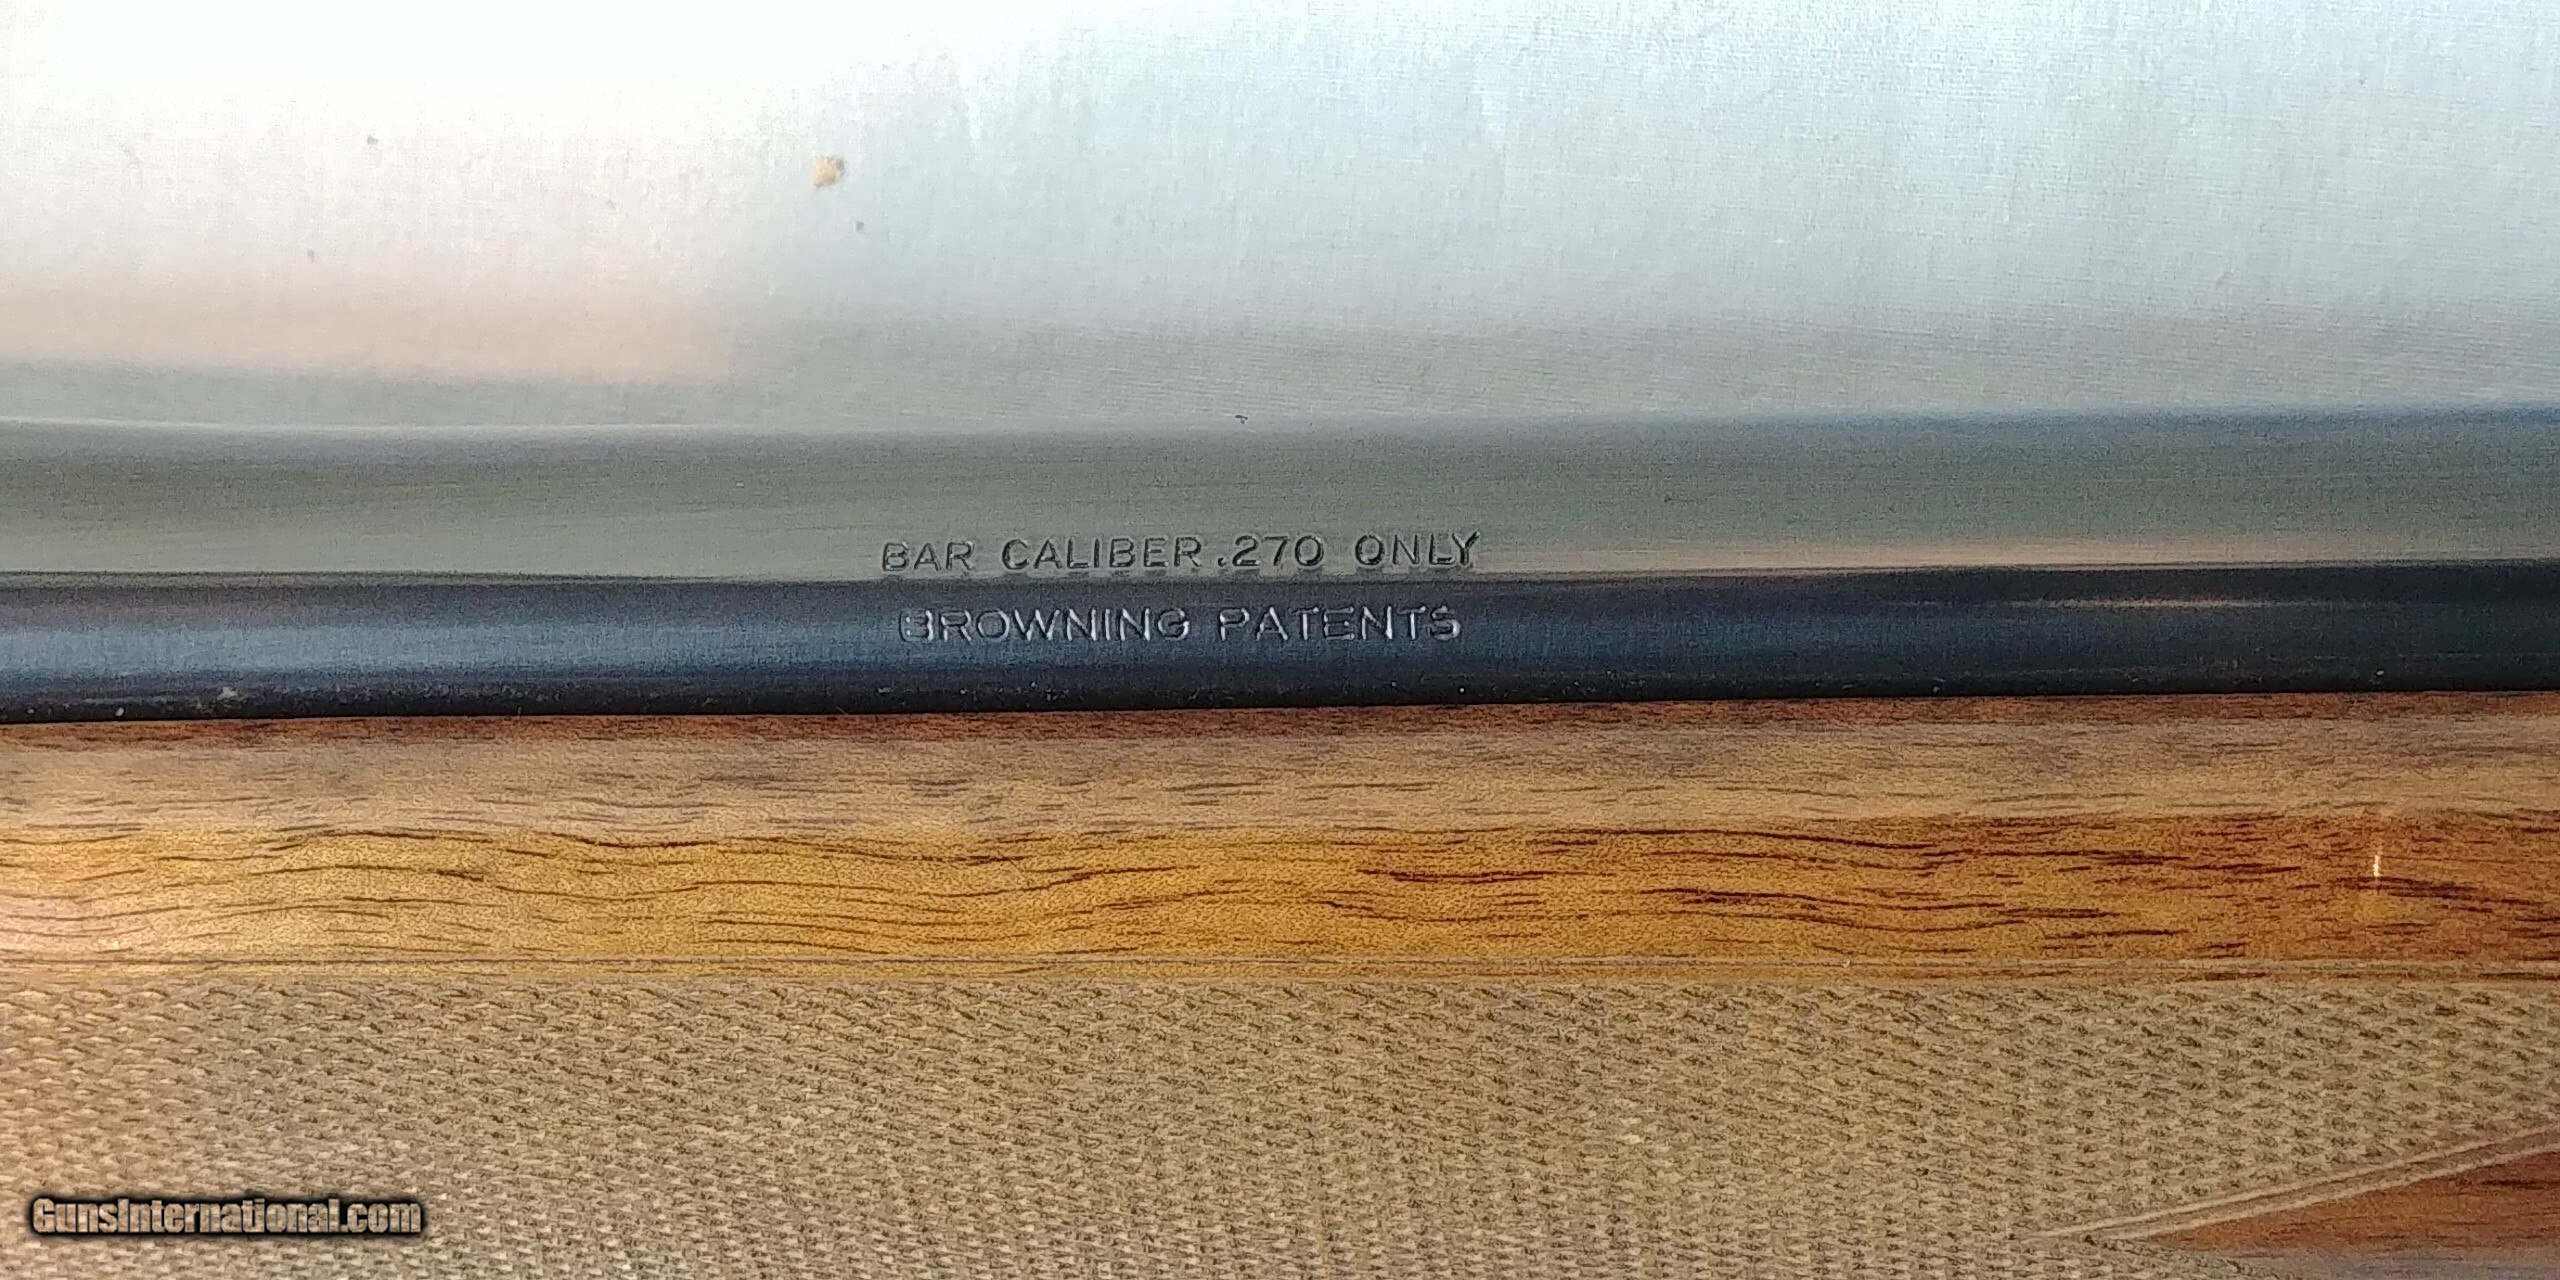 BAR CALIBER .270 ONLY
BROWNING PATENTS
GunsInternational.com